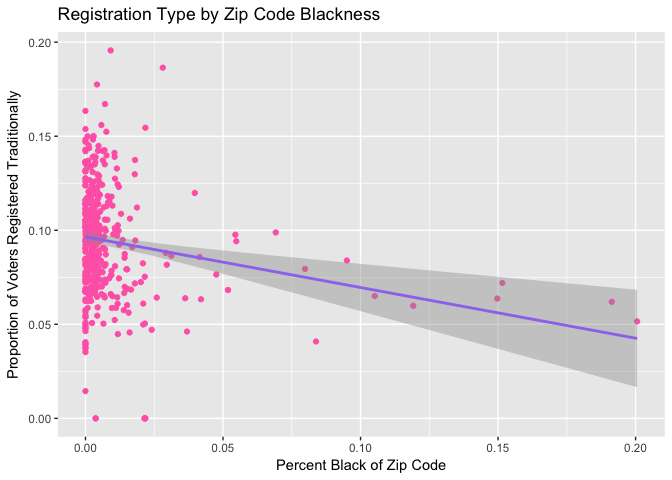 Registration Type by Zip Code Blackness
0.20
0.15
0.10
0.05
0.00
Proportion of Voters Registered Traditionally
0.00 0.05 0.10 0.15 0.20
Percent Black of Zip Code